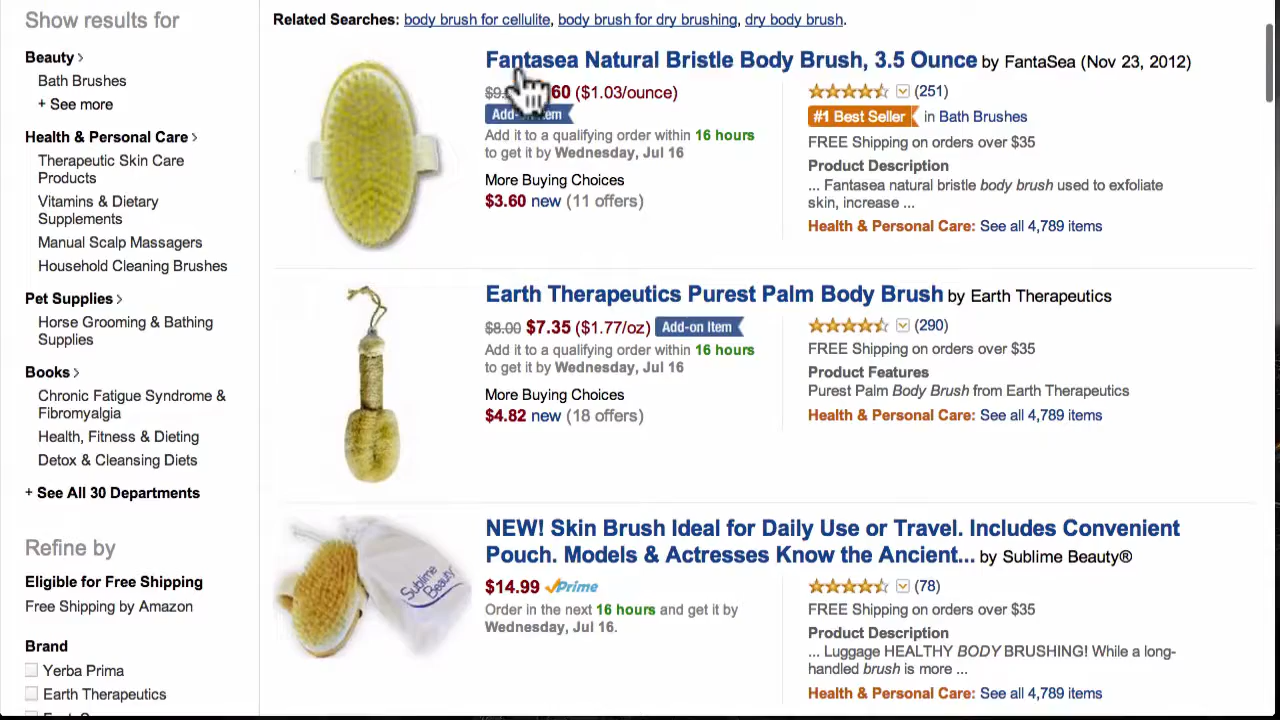 Show results for
Beauty
Bath Brushes
+ See more
Health & Personal Care
Therapeutic Skin Care
Products
Vitamins & Dietary
Supplements
Manual Scalp Massagers
Household Cleaning Brushes
Pet Supplies
Horse Grooming & Bathing
Supplies
Books
Chronic Fatigue Syndrome &
Fibromyalgia
Health, Fitness & Dieting
Detox & Cleansing Diets
+ See All 30 Departments
Refine by
Eligible for Free Shipping
Free Shipping by Amazon
Brand
Yerba Prima
Earth Therapeutics
Related Searches: body brush for cellulite, body brush for dry brushing, dry body brush.
Fantasea Natural Bristle Body Brush, 3.5 Ounce by FantaSea (Nov 23, 2012)
60 ($1.03/ounce)
Add it to a qualifying order within 16 hours
to get it by Wednesday, Jul 16
More Buying Choices
$3.60 new (11 offers)
(251)
#1 Best Seller in Bath Brushes
FREE Shipping on orders over $35
Product Description
... Fantasea natural bristle body brush used to exfoliate
skin, increase ...
Health & Personal Care: See all 4,789 items
Earth Therapeutics Purest Palm Body Brush by Earth Therapeutics
$8.00 $7.35 ($1.77/oz) Add-on Item
Add it to a qualifying order within 16 hours
to get it by Wednesday, Jul 16
More Buying Choices
$4.82 new (18 offers)
(290)
FREE Shipping on orders over $35
Product Features
Purest Palm Body Brush from Earth Therapeutics
Health & Personal Care: See all 4,789 items
Sublime
Beauty
NEW! Skin Brush Ideal for Daily Use or Travel. Includes Convenient
Pouch. Models & Actresses Know the Ancient... by Sublime Beauty®
$14.99 Prime
Order in the next 16 hours and get it by
Wednesday, Jul 16.
(78)
FREE Shipping on orders over $35
Product Description
... Luggage HEALTHY BODY BRUSHING! While a long-
handled brush is more ...
Health & Personal Care: See all 4,789 items